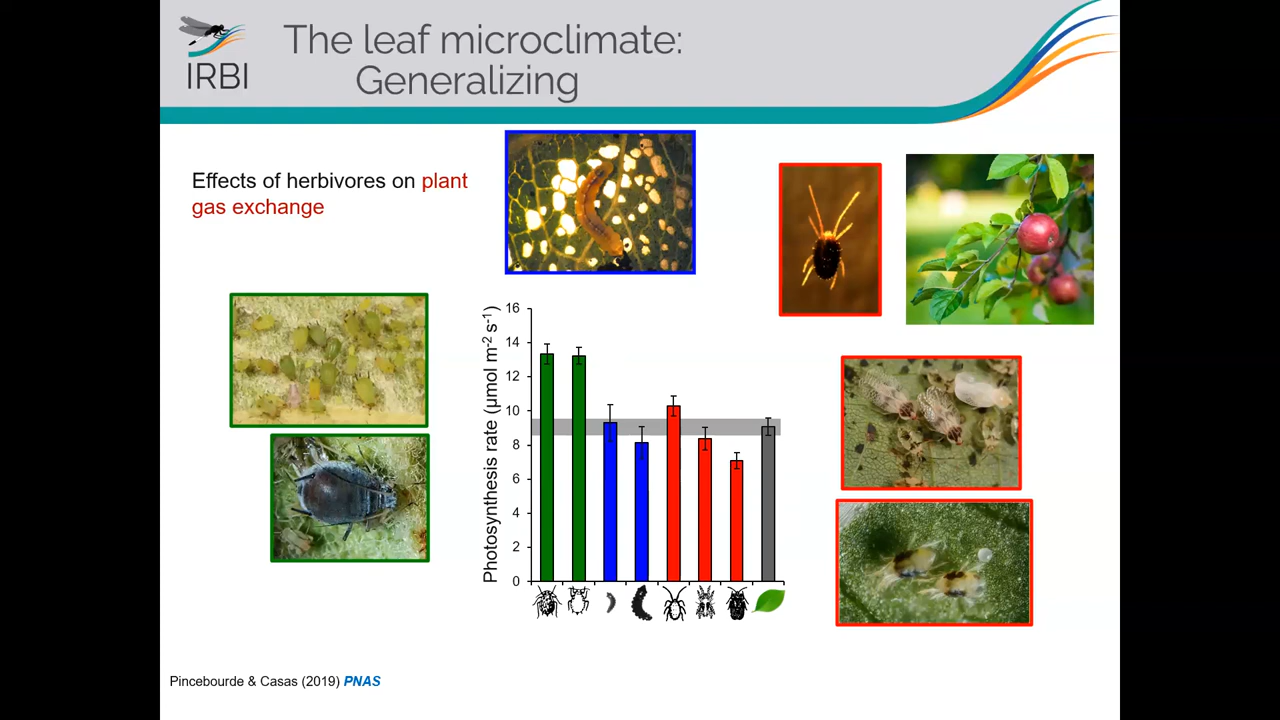 IRBI
The leaf microclimate:
Generalizing
Effects of herbivores on plant
gas exchange
Photosynthesis rate (µmol m-2 s-1)
16
14
12
10
8
6
4
2
0
Pincebourde & Casas (2019) PNAS